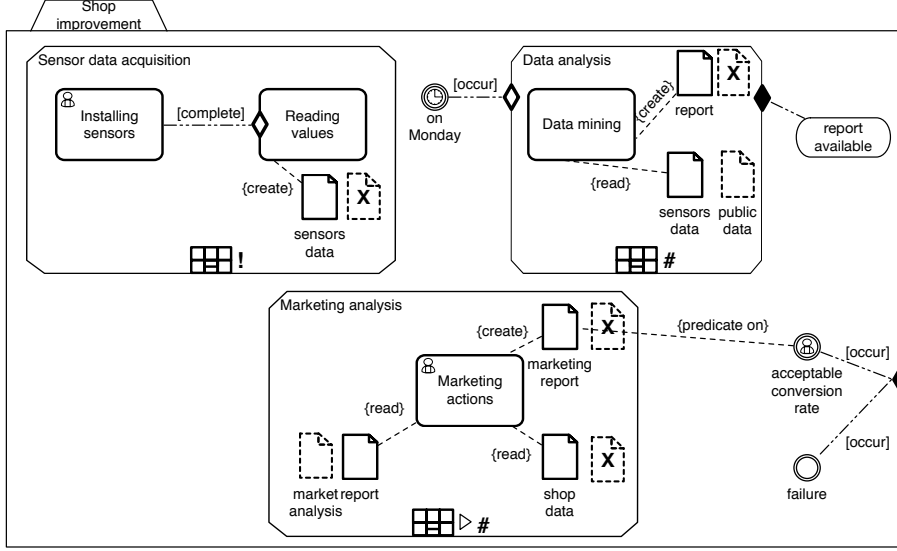 Shop
improvement
Sensor data acquisition
Installing
sensors
[complete]
Reading
values
{create}
X
sensors
data
!
[occur]
on
Monday
Data analysis
Data mining
{create}
X
report
{read}
sensors
data
public
data
#
report
available
Marketing analysis
{create}
X
marketing
report
{predicate on}
Marketing
actions
{read}
market report
analysis
{read}
X
shop
data
#
acceptable
conversion
rate
[occur]
[occur]
failure